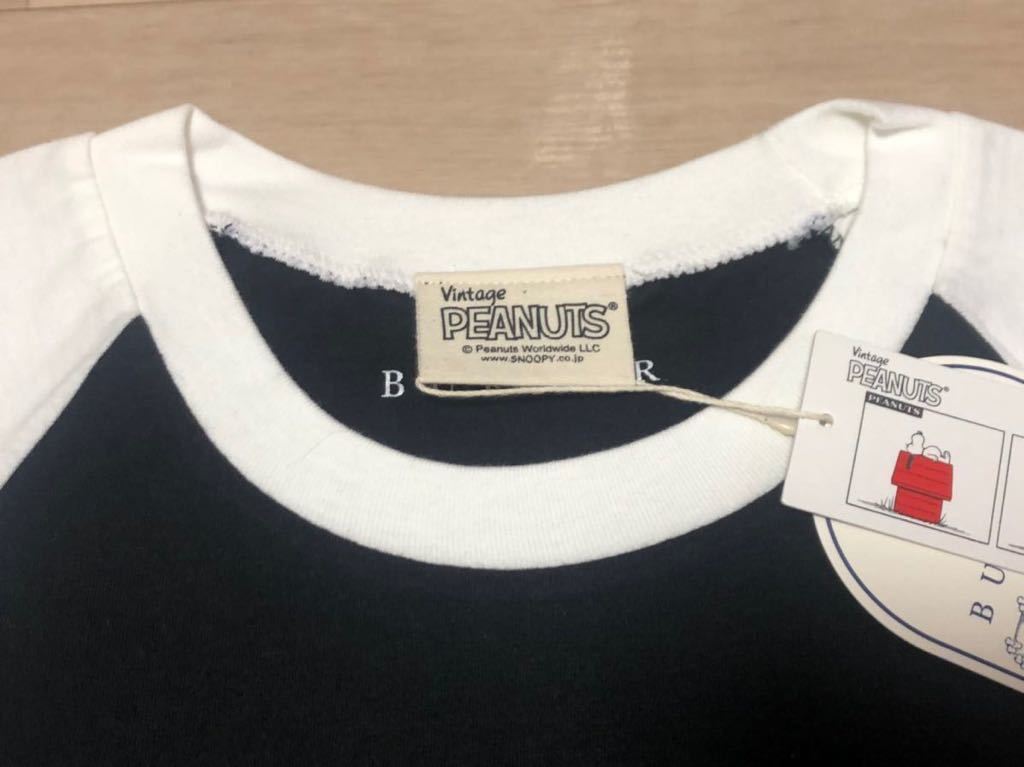 Vintage
PEANUTS®
© Peanuts Worldwide LLC
www.SNOOPY.co.jp
Vintage
PEANUTS®
PEANUTS